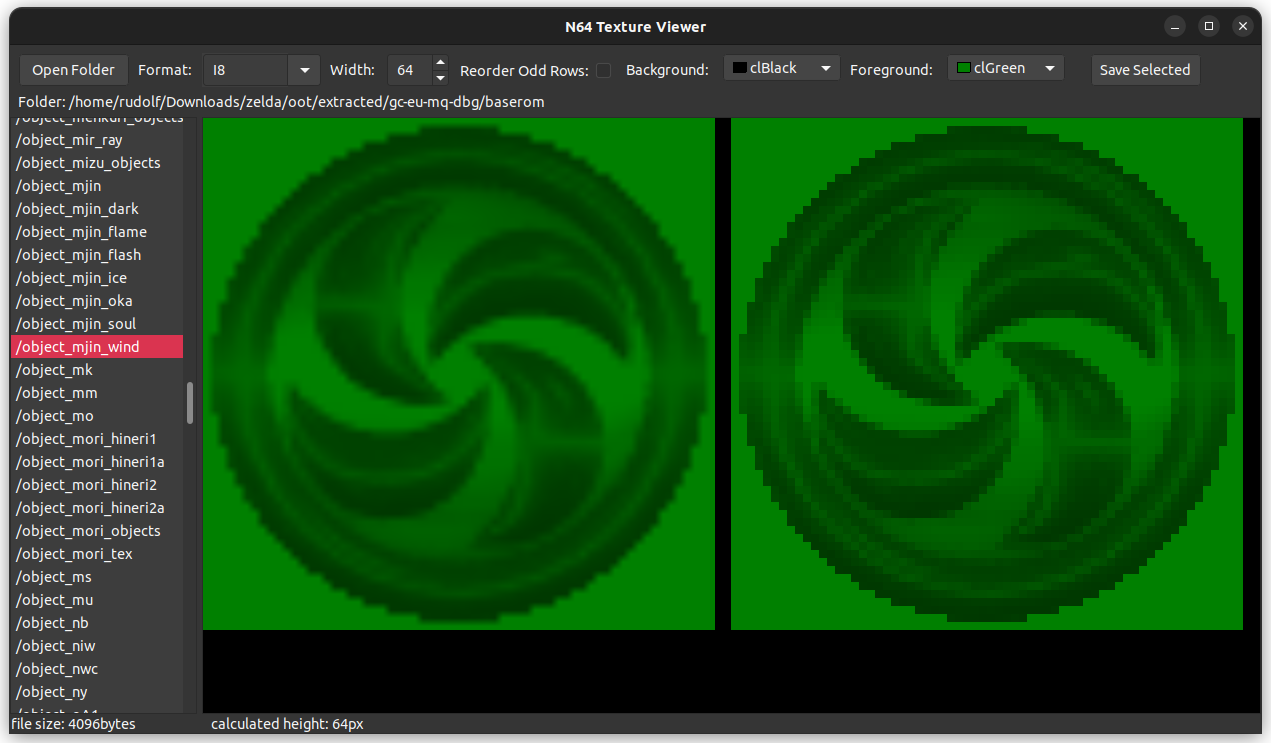 N64 Texture Viewer
Open Folder Format: I8 Width: 64 Reorder Odd Rows: Background: clBlack Foreground: clGreen Save Selected
Folder: /home/rudolf/Downloads/zelda/oot/extracted/gc-eu-mq-dbg/baserom
/object_menkuri_objects
/object_mir_ray
/object_mizu_objects
/object_mjin
/object_mjin_dark
/object_mjin_flame
/object_mjin_flash
/object_mjin_ice
/object_mjin_oka
/object_mjin_soul
/object_mjin_wind
/object_mk
/object_mm
/object_mo
/object_mori_hineri1
/object_mori_hineri1a
/object_mori_hineri2
/object_mori_hineri2a
/object_mori_objects
/object_mori_tex
/object_ms
/object_mu
/object_nb
/object_niw
/object_nwc
/object_ny
file size: 4096bytes calculated height: 64px